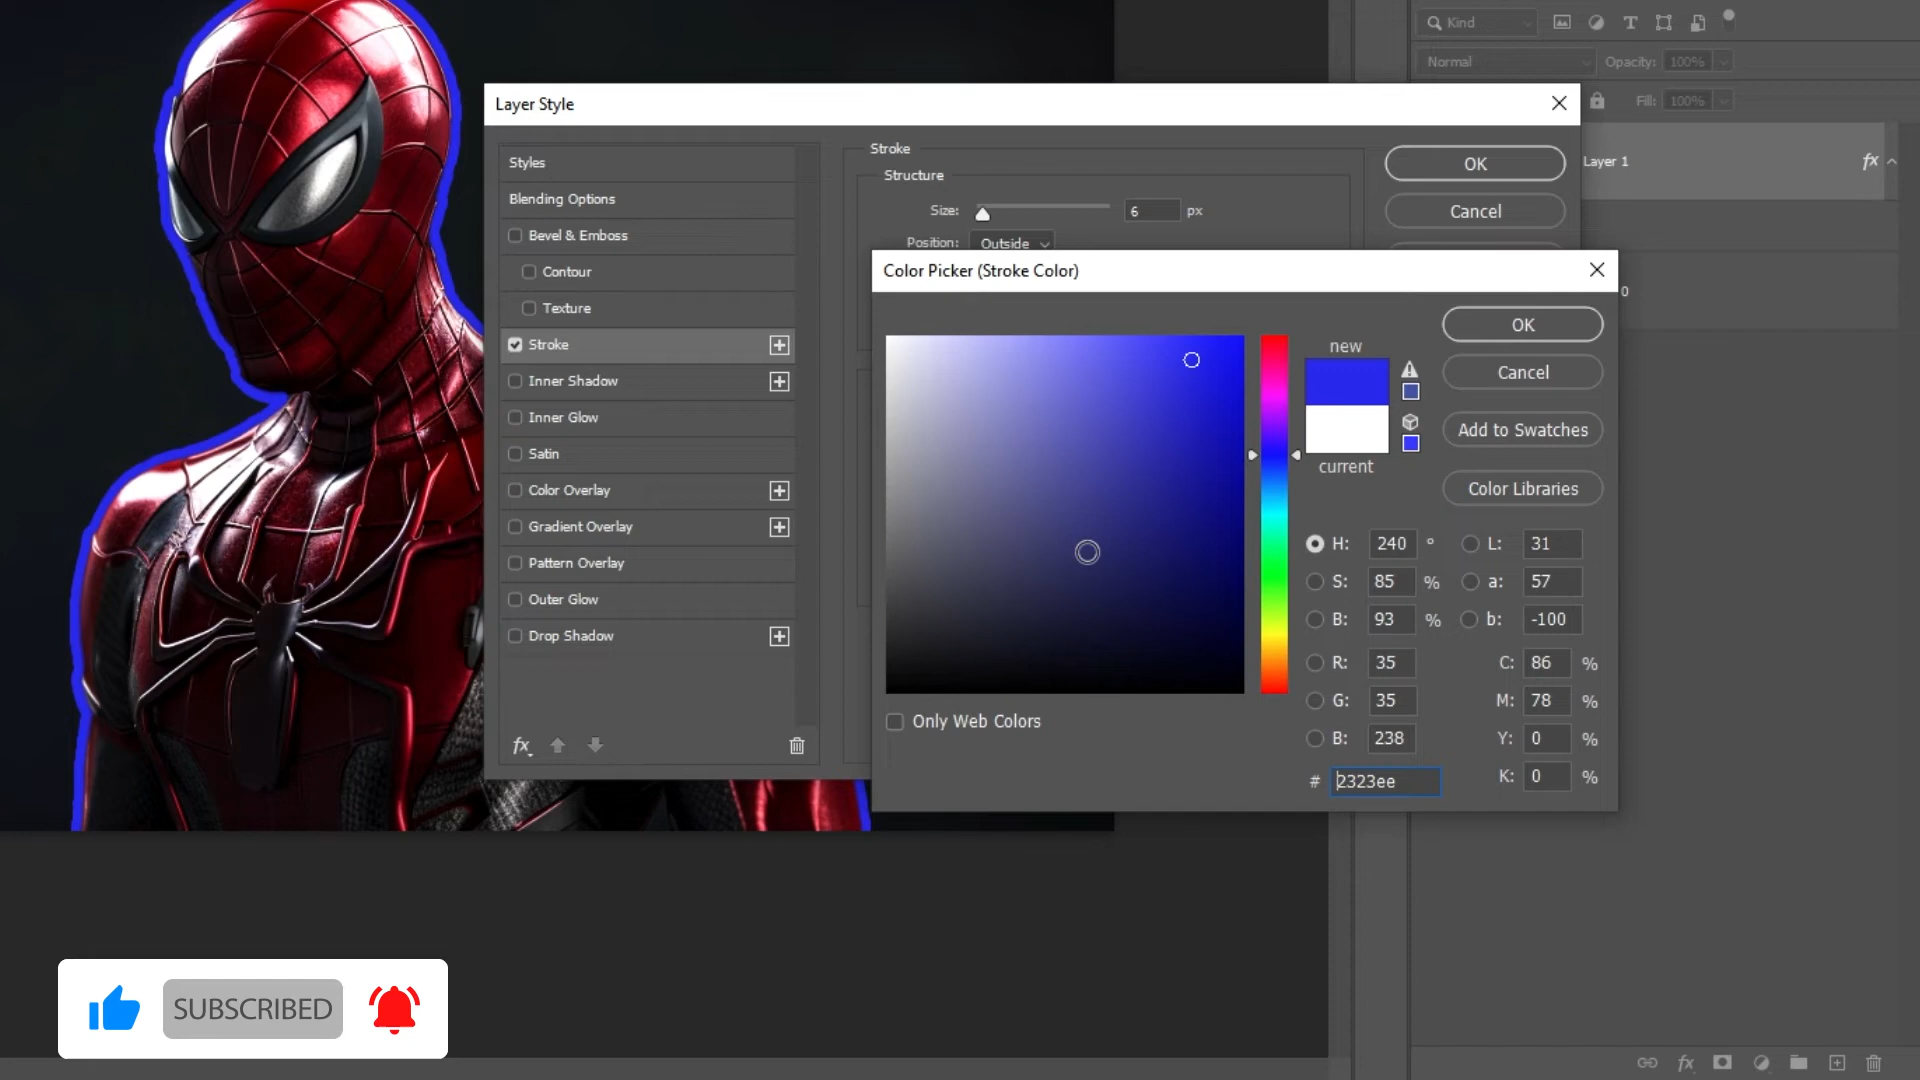 Kind
Normal
Opacity: 100%
Fill: 100%
Layer 1
fx
0
Layer Style
Styles
Blending Options
Bevel & Emboss
Contour
Texture
Stroke
Inner Shadow
Inner Glow
Satin
Color Overlay
Gradient Overlay
Pattern Overlay
Outer Glow
Drop Shadow
fx
Stroke
Structure
Size: 6 px
Position: Outside
OK
Cancel
Color Picker (Stroke Color)
new
current
OK
Cancel
Add to Swatches
Color Libraries
H: 240 °
S: 85 %
B: 93 %
R: 35
G: 35
B: 238
# 2323ee
L: 31
a: 57
b: -100
C: 86 %
M: 78 %
Y: 0 %
K: 0 %
Only Web Colors
SUBSCRIBED
fx